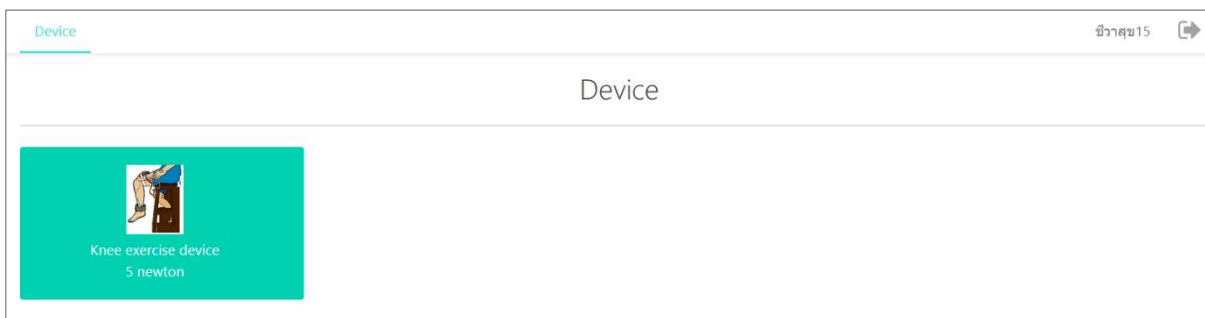 Device
ชีวาสุข15
Device
Knee exercise device
5 newton